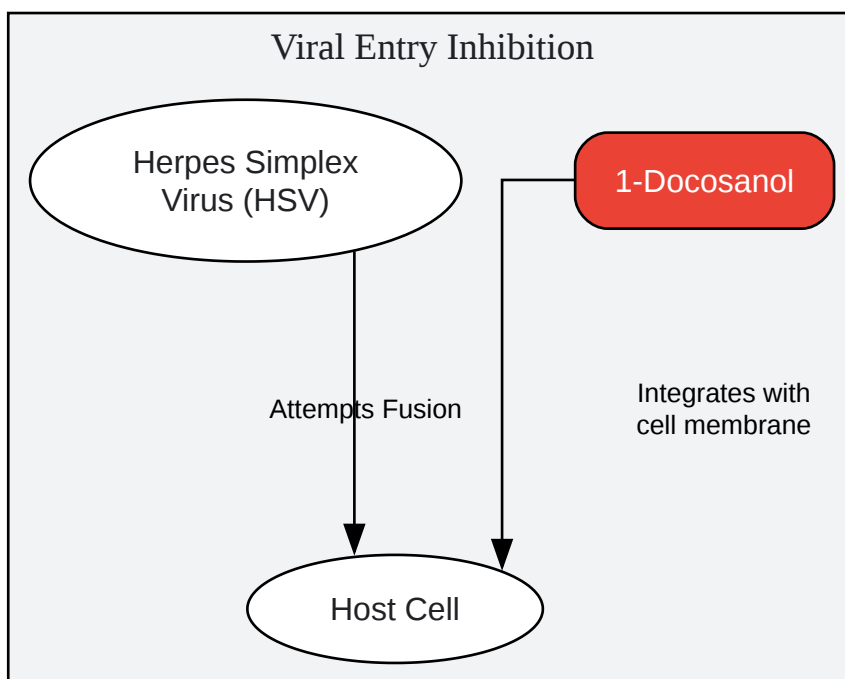 Viral Entry Inhibition
Herpes Simplex
Virus (HSV)
1-Docosanol
Attempts Fusion
Integrates with
cell membrane
Host Cell